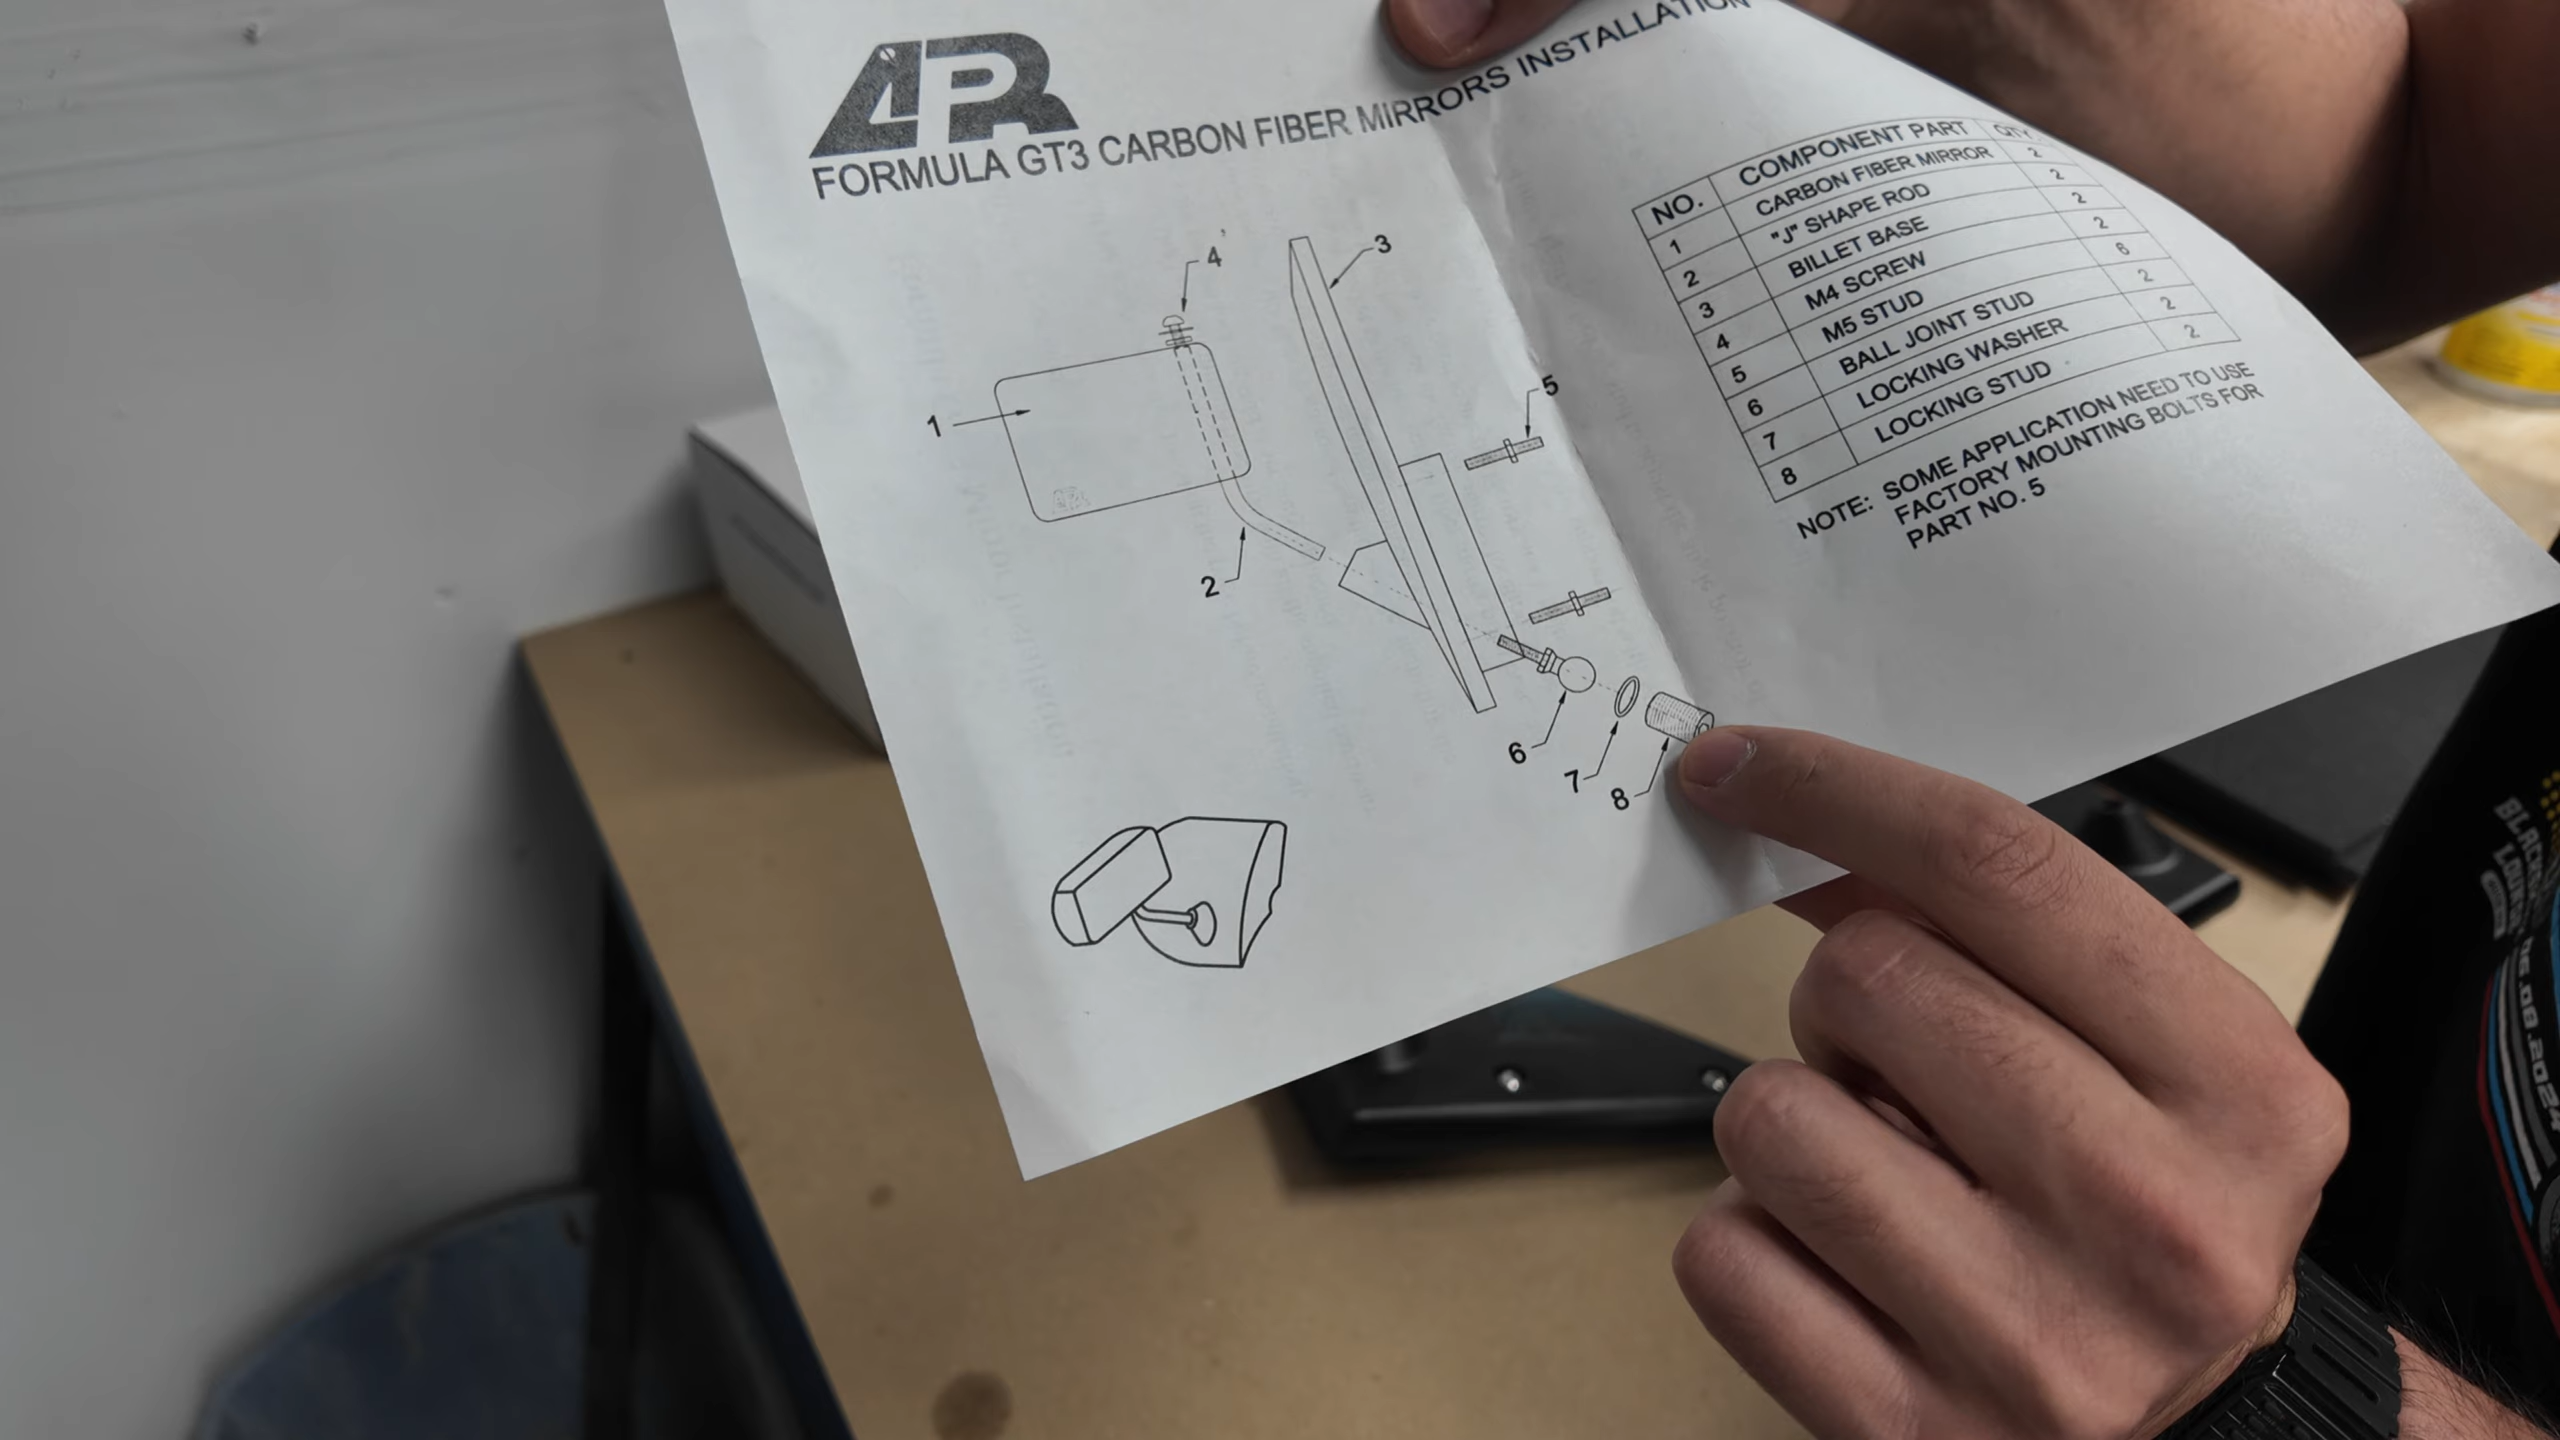 APR
FORMULA GT3 CARBON FIBER MIRRORS INSTALLATION
4
3
5
1
2
6
7
8
NO. COMPONENT PART QTY.
1 CARBON FIBER MIRROR 2
2 "J" SHAPE ROD 2
3 BILLET BASE 2
4 M4 SCREW 2
5 M5 STUD 6
6 BALL JOINT STUD 2
7 LOCKING WASHER 2
8 LOCKING STUD 2
NOTE: SOME APPLICATION NEED TO USE
FACTORY MOUNTING BOLTS FOR
PART NO. 5
06.08.2024